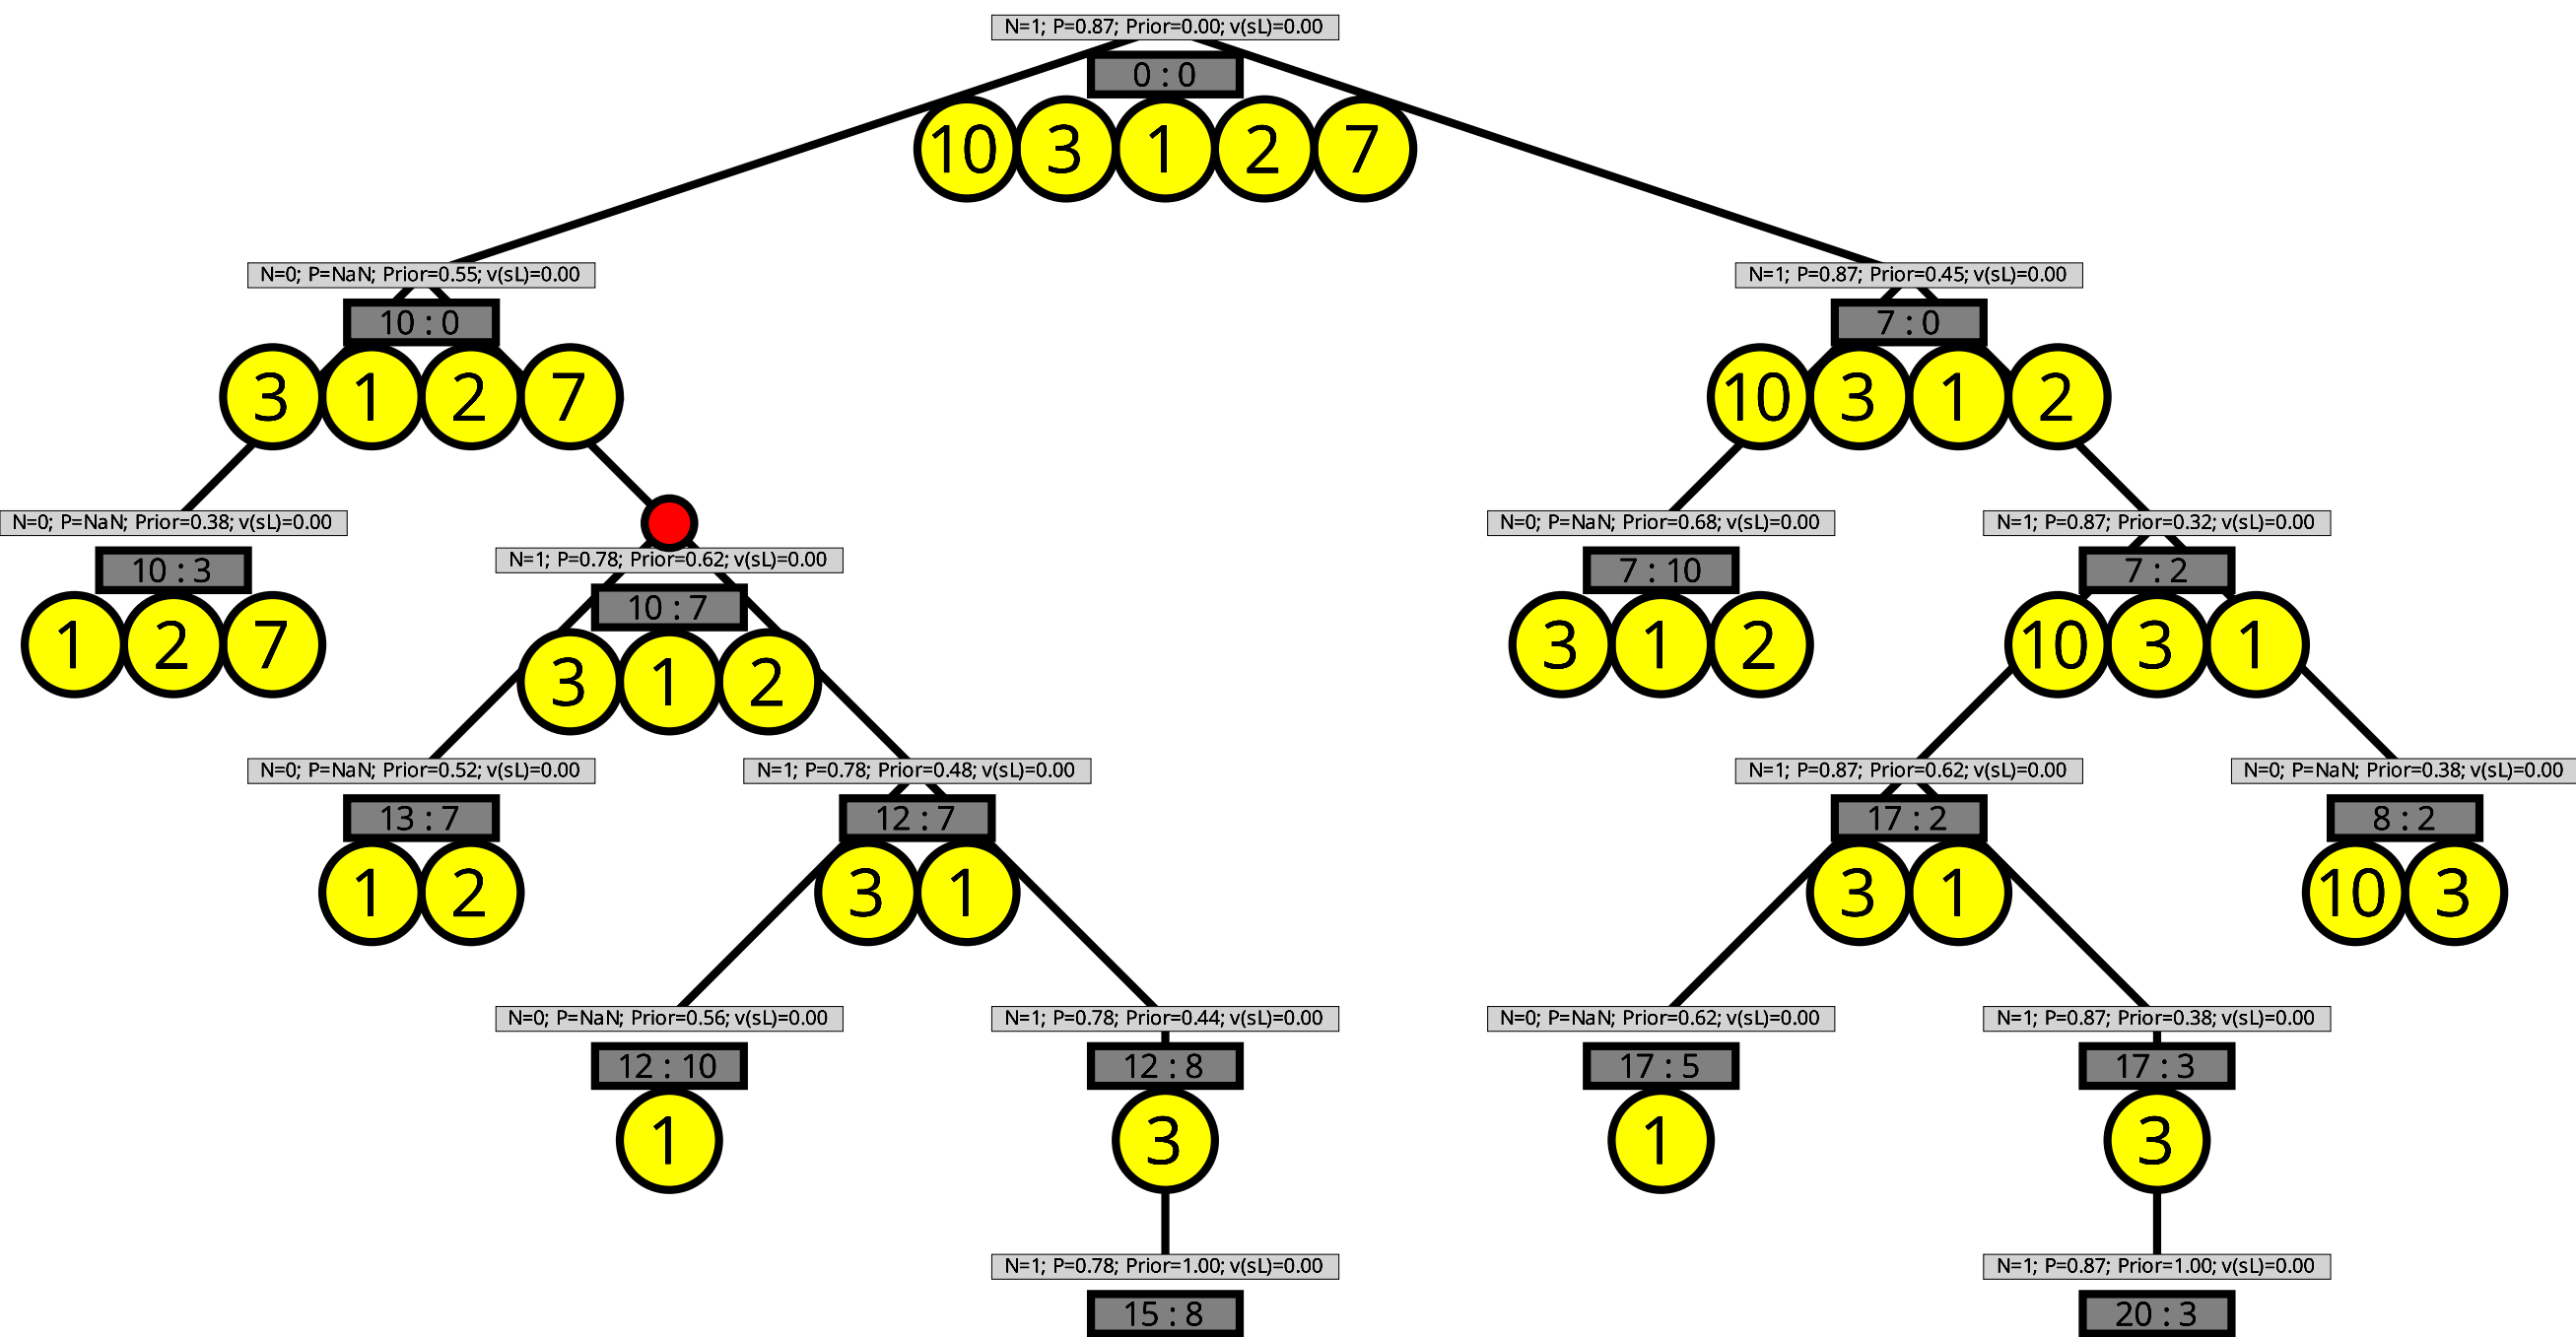 N=1; P=0.87; Prior=0.00; v(sL)=0.00
0 : 0
10 3 1 2 7
N=0; P=NaN; Prior=0.55; v(sL)=0.00
10 : 0
3 1 2 7
N=1; P=0.87; Prior=0.45; v(sL)=0.00
7 : 0
10 3 1 2
N=0; P=NaN; Prior=0.38; v(sL)=0.00
10 : 3
1 2 7
N=1; P=0.78; Prior=0.62; v(sL)=0.00
10 : 7
3 1 2
N=0; P=NaN; Prior=0.68; v(sL)=0.00
7 : 10
3 1 2
N=1; P=0.87; Prior=0.32; v(sL)=0.00
7 : 2
10 3 1
N=0; P=NaN; Prior=0.52; v(sL)=0.00
13 : 7
1 2
N=1; P=0.78; Prior=0.48; v(sL)=0.00
12 : 7
3 1
N=1; P=0.87; Prior=0.62; v(sL)=0.00
17 : 2
3 1
N=0; P=NaN; Prior=0.38; v(sL)=0.00
8 : 2
10 3
N=0; P=NaN; Prior=0.56; v(sL)=0.00
12 : 10
1
N=1; P=0.78; Prior=0.44; v(sL)=0.00
12 : 8
3
N=0; P=NaN; Prior=0.62; v(sL)=0.00
17 : 5
1
N=1; P=0.87; Prior=0.38; v(sL)=0.00
17 : 3
3
N=1; P=0.78; Prior=1.00; v(sL)=0.00
15 : 8
N=1; P=0.87; Prior=1.00; v(sL)=0.00
20 : 3